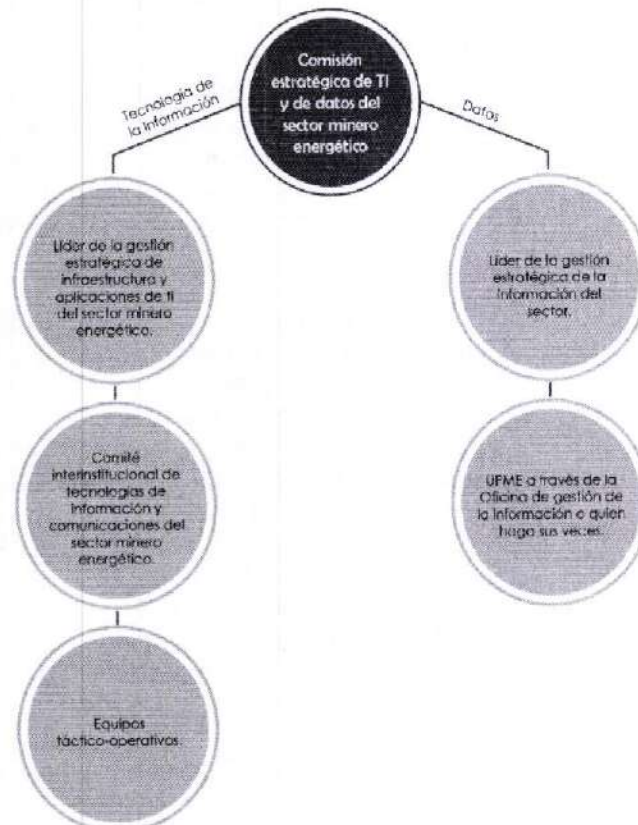 Comisión
estratégica de TI
y de datos del
sector minero
energético
Tecnología de
la Información
Datos
Líder de la gestión
estratégica de
infraestructura y
aplicaciones de ti
del sector minero
energético.
Líder de la gestión
estratégica de la
Información del
sector.
Comité
interinstitucional de
tecnologías de
información y
comunicaciones del
sector minero
energético.
UPME a través de la
Oficina de gestión de
la Información o quien
haga sus veces.
Equipos
táctico-operativos.